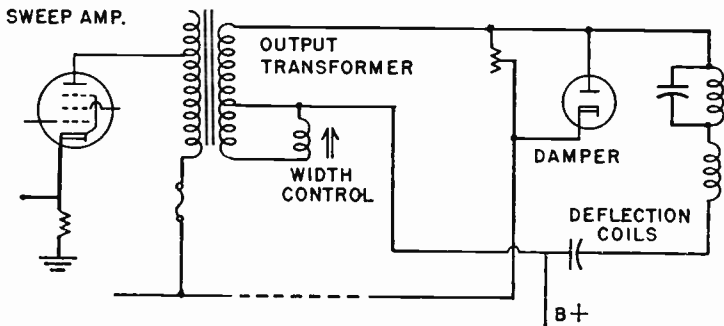 SWEEP AMP.
OUTPUT
TRANSFORMER
WIDTH
CONTROL
DAMPER
DEFLECTION
COILS
B+